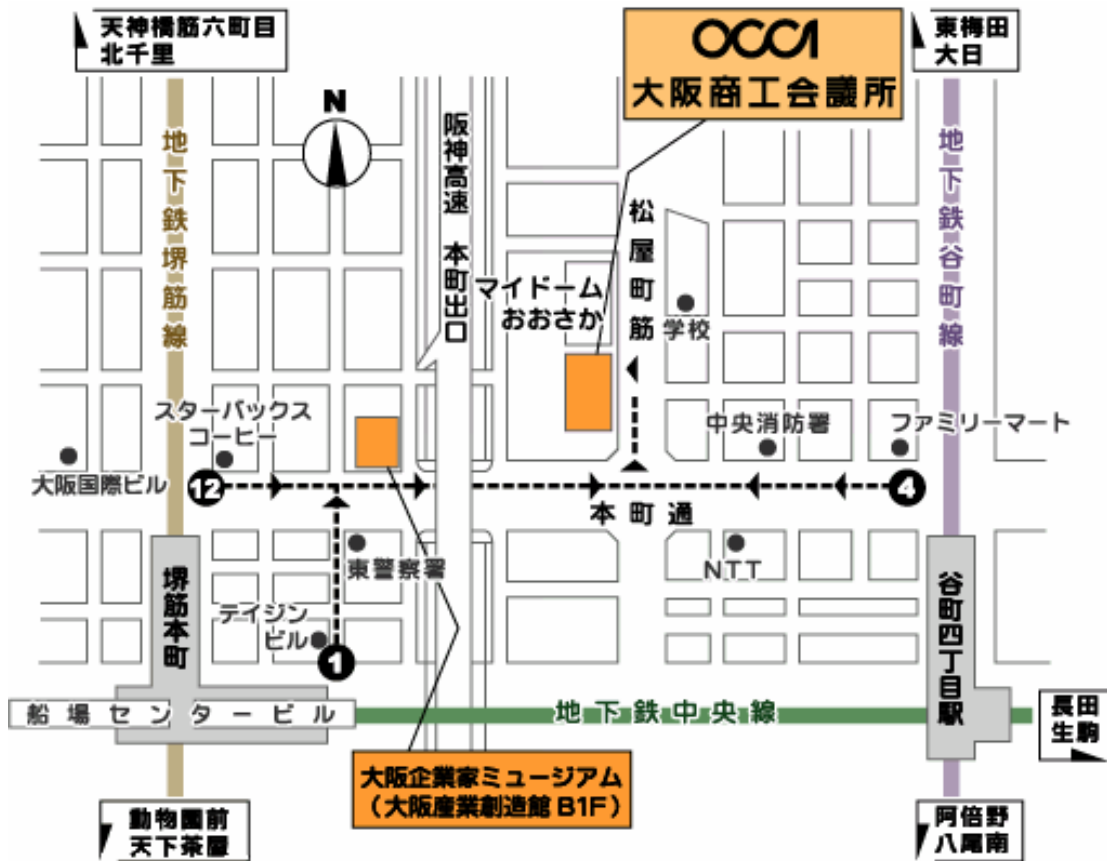 天神橋筋六町目
北千里
OCCI
大阪商工会議所
東梅田
大日
N
地下鉄堺筋線
阪神高速 本町出口
松屋町筋
地下鉄谷町線
マイドーム
おおさか
学校
スターバックス
コーヒー
中央消防署
ファミリーマート
大阪国際ビル
12
4
本町通
東警察署
NTT
堺筋本町
テイジン
ビル
1
谷町四丁目駅
船場センタービル
地下鉄中央線
長田
生駒
大阪企業家ミュージアム
(大阪産業創造館 B1F)
動物園前
天下茶屋
阿倍野
八尾南